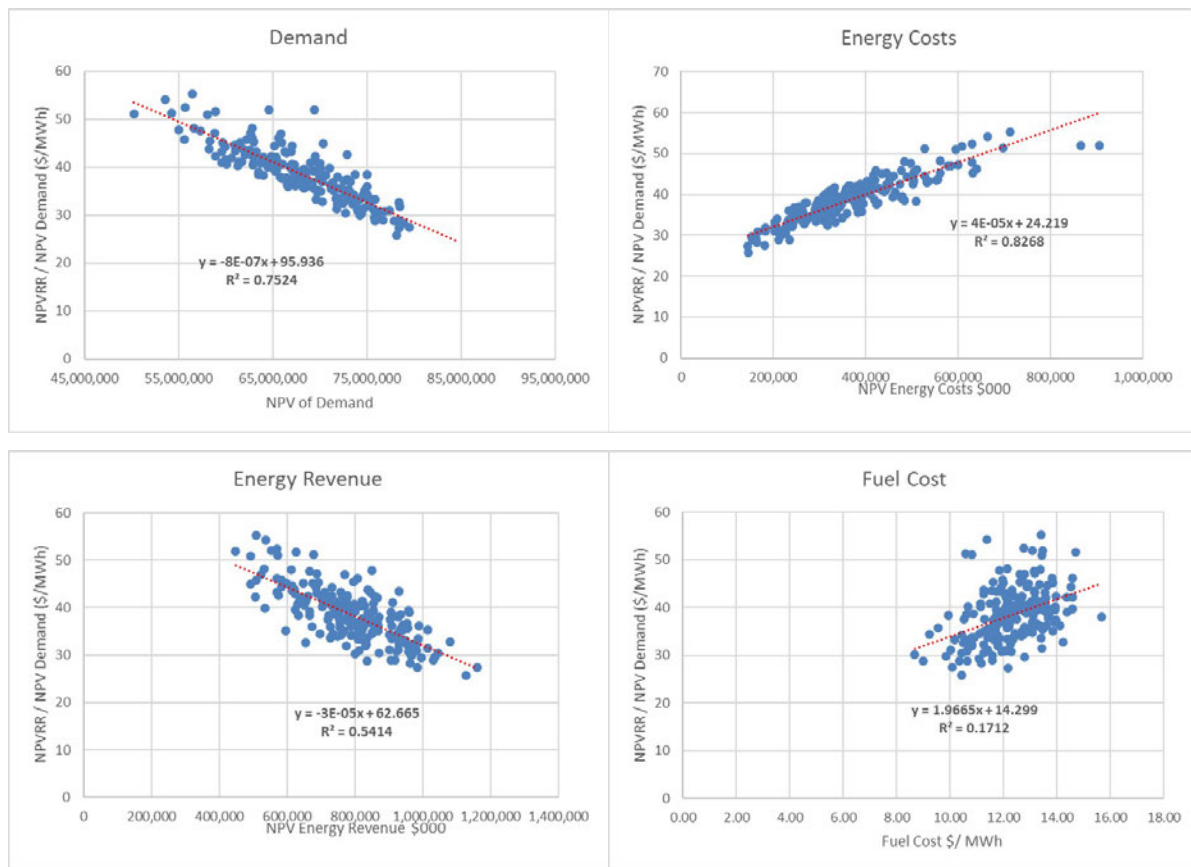 Demand
NPVRR / NPV Demand ($/MWh)
60
50
40
30
20
10
0
y = -8E-07x + 95.936
R² = 0.7524
45,000,000 55,000,000 65,000,000 75,000,000 85,000,000 95,000,000
NPV of Demand
Energy Costs
NPVRR / NPV Demand ($/MWh)
70
60
50
40
30
20
10
0
y = 4E-05x + 24.219
R² = 0.8268
0 200,000 400,000 600,000 800,000 1,000,000
NPV Energy Costs $000
Energy Revenue
NPVRR / NPV Demand ($/MWh)
60
50
40
30
20
10
0
y = -3E-05x + 62.665
R² = 0.5414
0 200,000 400,000 600,000 800,000 1,000,000 1,200,000 1,400,000
NPV Energy Revenue $000
Fuel Cost
NPVRR / NPV Demand ($/MWh)
60
50
40
30
20
10
0
y = 1.9665x + 14.299
R² = 0.1712
0.00 2.00 4.00 6.00 8.00 10.00 12.00 14.00 16.00 18.00
Fuel Cost $/ MWh